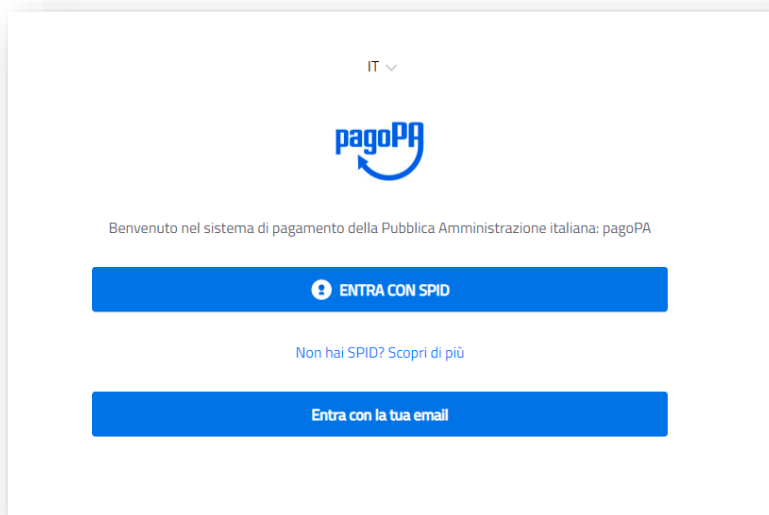 IT
pagoPA
Benvenuto nel sistema di pagamento della Pubblica Amministrazione italiana: pagoPA
ENTRA CON SPID
Non hai SPID? Scopri di più
Entra con la tua email